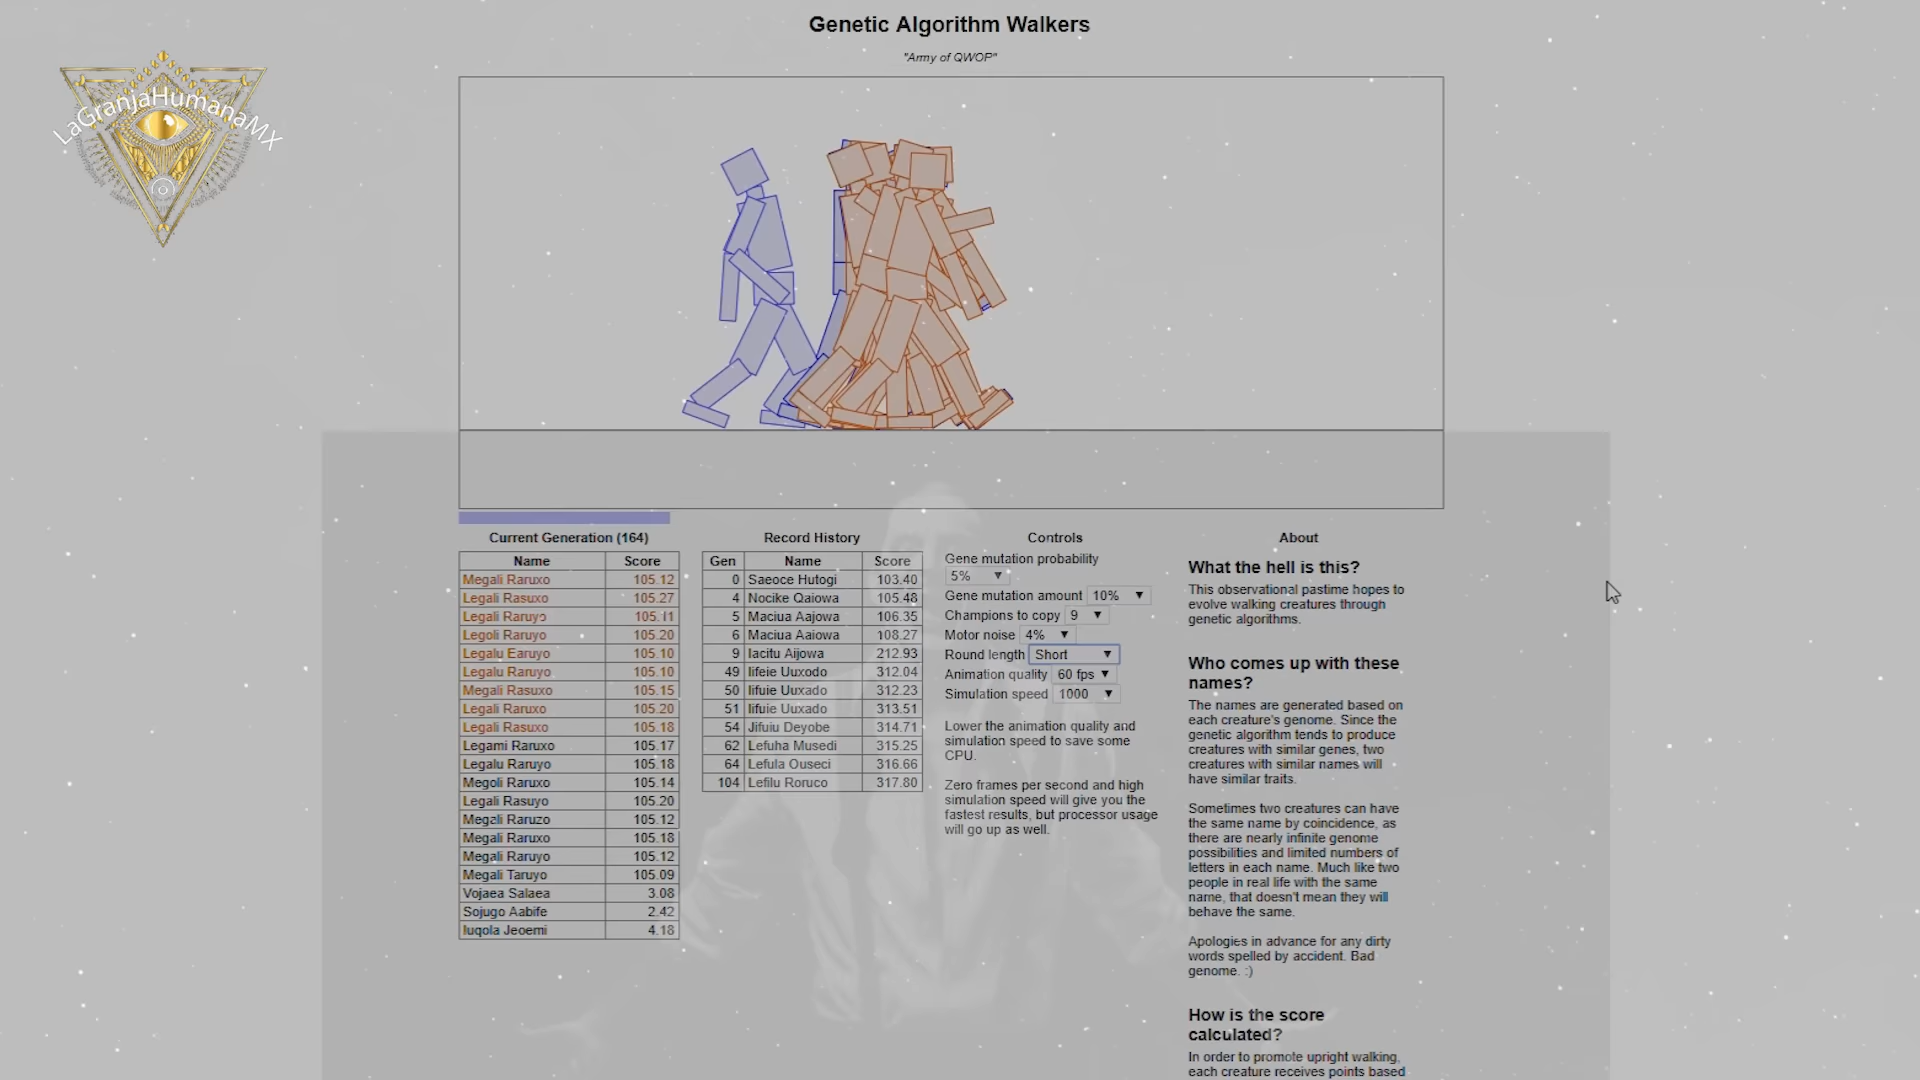 Genetic Algorithm Walkers
"Army of QWOP"
LaGranjaHumanaMX
Current Generation (164)
Name Score
Megali Raruxo 105.12
Legali Rasuxo 105.27
Legali Raruyo 105.11
Legoli Raruyo 105.20
Legalu Earuyo 105.10
Legalu Raruyo 105.10
Megali Rasuxo 105.15
Legali Raruxo 105.20
Legali Rasuxo 105.18
Legami Raruxo 105.17
Legalu Raruyo 105.18
Megoli Raruxo 105.14
Legali Rasuyo 105.20
Megali Raruzo 105.12
Megali Raruxo 105.18
Megali Raruyo 105.12
Megali Taruyo 105.09
Vojaea Salaea 3.08
Sojugo Aabife 2.42
Iuqola Jeoemi 4.18
Record History
Gen Name Score
0 Saeoce Hutogi 103.40
4 Nocike Qaiowa 105.48
5 Maciua Aajowa 106.35
6 Maciua Aaiowa 108.27
9 Iacitu Aijowa 212.93
49 Iifeie Uuxodo 312.04
50 Iifuie Uuxado 312.23
51 Iifuie Uuxado 313.51
54 Jifuiu Deyobe 314.71
62 Lefuha Musedi 315.25
64 Lefula Ouseci 316.66
104 Lefilu Roruco 317.80
Controls
Gene mutation probability
5%
Gene mutation amount 10%
Champions to copy 9
Motor noise 4%
Round length Short
Animation quality 60 fps
Simulation speed 1000
Lower the animation quality and
simulation speed to save some
CPU.
Zero frames per second and high
simulation speed will give you the
fastest results, but processor usage
will go up as well.
About
What the hell is this?
This observational pastime hopes to
evolve walking creatures through
genetic algorithms.
Who comes up with these
names?
The names are generated based on
each creature's genome. Since the
genetic algorithm tends to produce
creatures with similar genes, two
creatures with similar names will
have similar traits.
Sometimes two creatures can have
the same name by coincidence, as
there are nearly infinite genome
possibilities and limited numbers of
letters in each name. Much like two
people in real life with the same
name, that doesn't mean they will
behave the same.
Apologies in advance for any dirty
words spelled by accident. Bad
genome. :)
How is the score
calculated?
In order to promote upright walking,
each creature receives points based